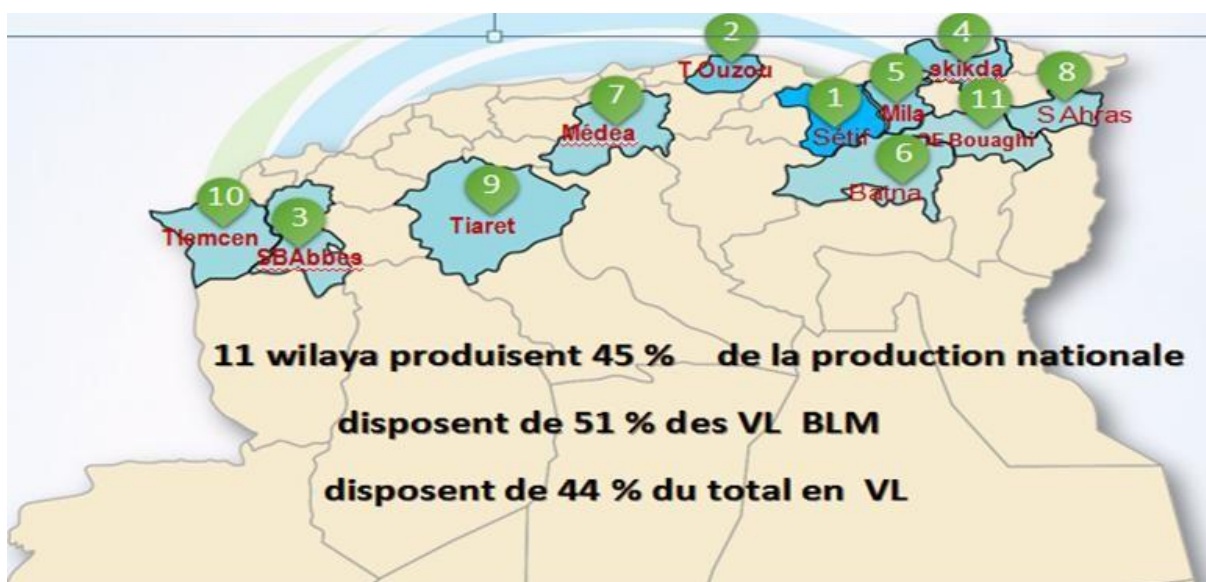 2
4
T Ouzou
skikda
5
8
7
1
11
Mila
S Ahras
Médea
Sétif
OE Bouaghi
6
9
Batna
10
3
Tiaret
Tlemcen
SBAbbes
11 wilaya produisent 45 % de la production nationale
disposent de 51 % des VL BLM
disposent de 44 % du total en VL